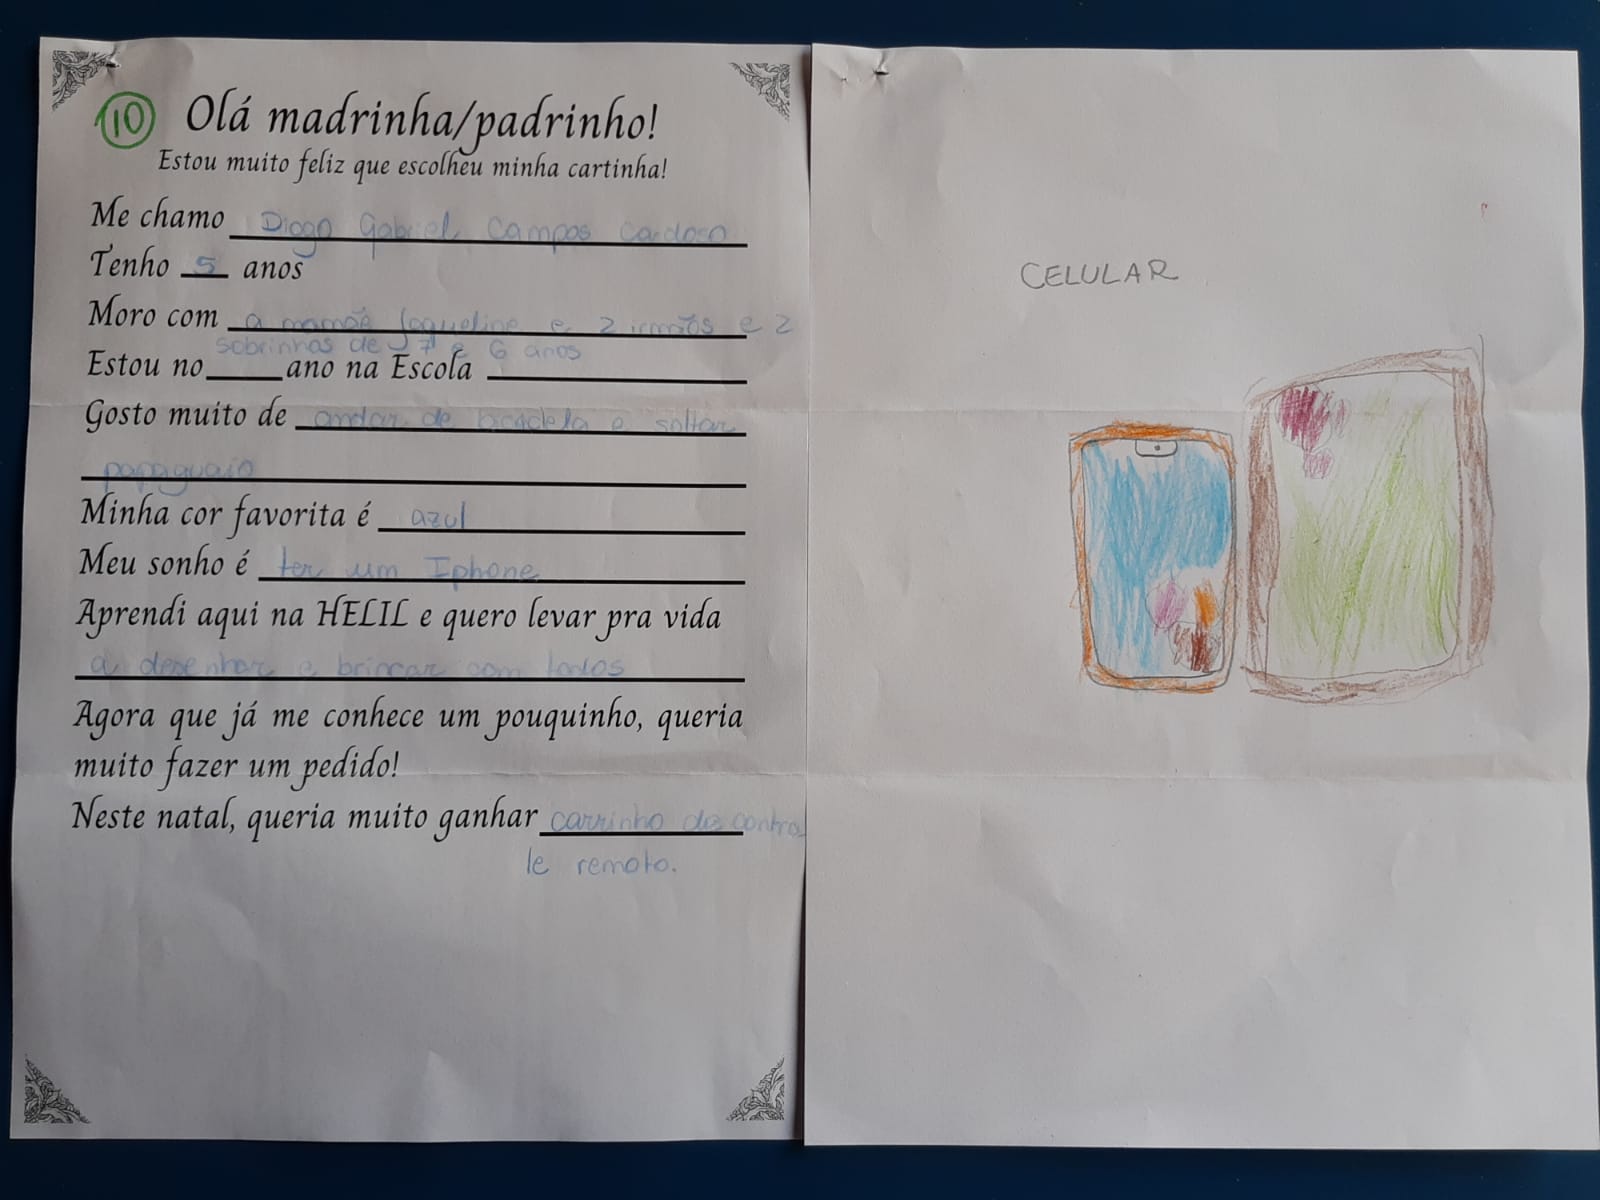 10
Olá madrinha/padrinho!
Estou muito feliz que escolheu minha cartinha!
Me chamo Diogo Gabriel Campos Cardoso
Tenho 5 anos
Moro com a mamãe Jaqueline e 2 irmãos e 2
sobrinhos de 7 e 6 anos
Estou no ____ ano na Escola ____
Gosto muito de andar de bicicleta e soltar
papaguaio
Minha cor favorita é azul
Meu sonho é ter um Iphone
Aprendi aqui na HELIL e quero levar pra vida
a desenhar e brincar com todos
Agora que já me conhece um pouquinho, queria
muito fazer um pedido!
Neste natal, queria muito ganhar carrinho de contro
le remoto.
CELULAR